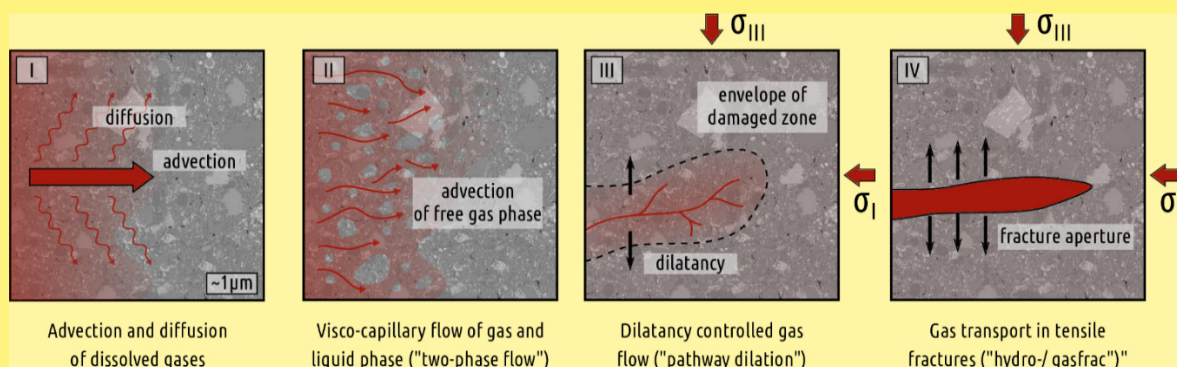 σIII
σIII
I
diffusion
advection
~1µm
II
advection
of free gas phase
III
envelope of
damaged zone
dilatancy
σI
IV
fracture aperture
σ
Advection and diffusion
of dissolved gases
Visco-capillary flow of gas and
liquid phase ("two-phase flow")
Dilatancy controlled gas
flow ("pathway dilation")
Gas transport in tensile
fractures ("hydro-/ gasfrac")"